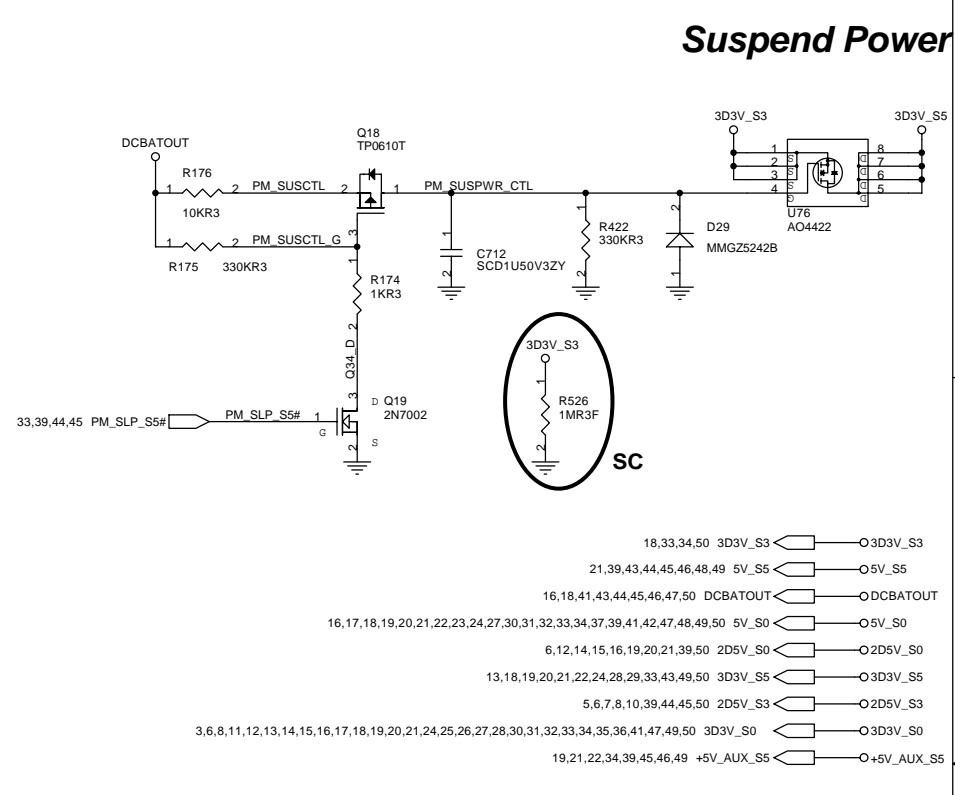 Suspend Power
3D3V_S3 3D3V_S5
DCBATOUT
Q18
TP0610T
R176
1 2 PM_SUSCTL 2 1 PM_SUSPWR_CTL
10KR3
1 S D 8
2 S D 7
3 S D 6
4 G D 5
U76
AO4422
1 2 PM_SUSCTL_G 3
R175 330KR3
1
C712
SCD1U50V3ZY
2
1
R422
330KR3
2
2
D29
MMGZ5242B
1
1
R174
1KR3
2
Q34_D
3 D Q19
2N7002
33,39,44,45 PM_SLP_S5# PM_SLP_S5# 1
G
2 S
3D3V_S3
1
R526
1MR3F
2
SC
18,33,34,50 3D3V_S3 3D3V_S3
21,39,43,44,45,46,48,49 5V_S5 5V_S5
16,18,41,43,44,45,46,47,50 DCBATOUT DCBATOUT
16,17,18,19,20,21,22,23,24,27,30,31,32,33,34,37,39,41,42,47,48,49,50 5V_S0 5V_S0
6,12,14,15,16,19,20,21,39,50 2D5V_S0 2D5V_S0
13,18,19,20,21,22,24,28,29,33,43,49,50 3D3V_S5 3D3V_S5
5,6,7,8,10,39,44,45,50 2D5V_S3 2D5V_S3
3,6,8,11,12,13,14,15,16,17,18,19,20,21,24,25,26,27,28,30,31,32,33,34,35,36,41,47,49,50 3D3V_S0 3D3V_S0
19,21,22,34,39,45,46,49 +5V_AUX_S5 +5V_AUX_S5